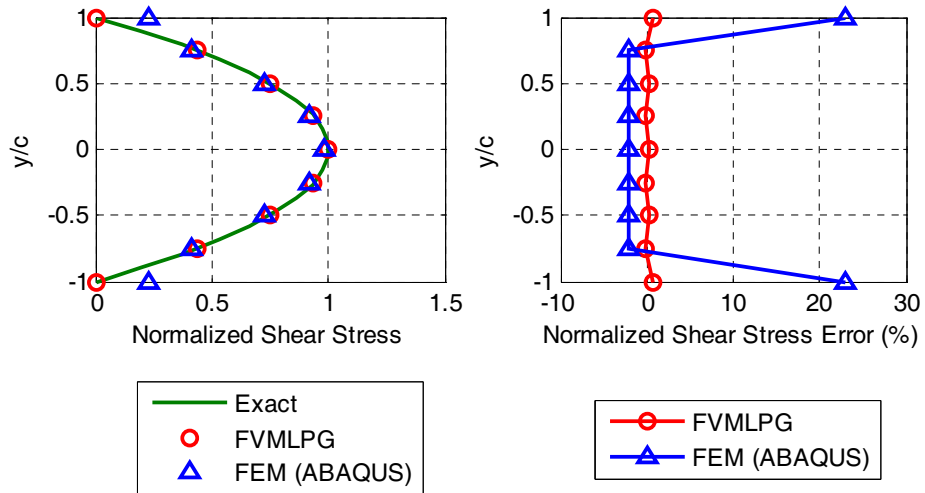 y/c
1
0.5
0
-0.5
-1
0
0.5
1
1.5
Normalized Shear Stress
Exact
FVMLPG
FEM (ABAQUS)
y/c
1
0.5
0
-0.5
-1
-10
0
10
20
30
Normalized Shear Stress Error (%)
FVMLPG
FEM (ABAQUS)